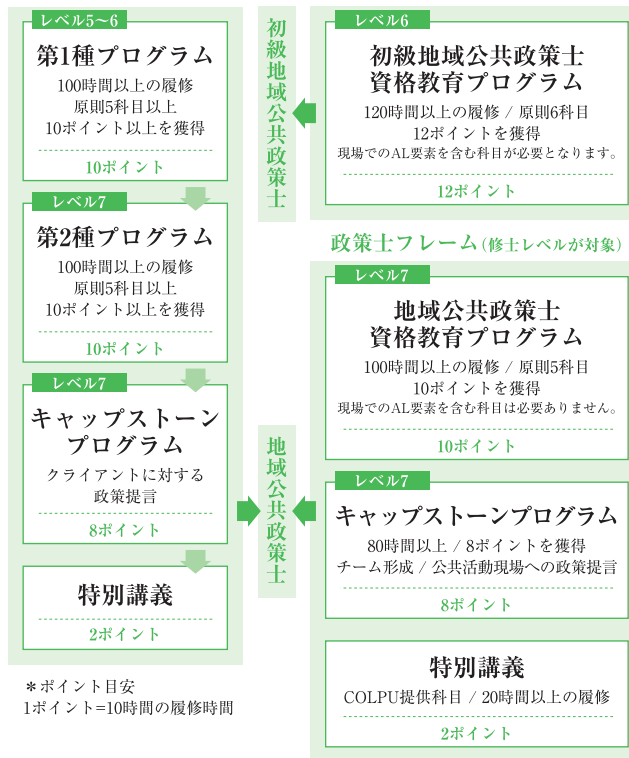 レベル5〜6
第1種プログラム
100時間以上の履修
原則5科目以上
10ポイント以上を獲得
10ポイント
レベル7
第2種プログラム
100時間以上の履修
原則5科目以上
10ポイント以上を獲得
10ポイント
レベル7
キャップストーン
プログラム
クライアントに対する
政策提言
8ポイント
特別講義
2ポイント
＊ポイント目安
1ポイント=10時間の履修時間
初級地域公共政策士
地域公共政策士
レベル6
初級地域公共政策士
資格教育プログラム
120時間以上の履修 / 原則6科目
12ポイントを獲得
現場でのAL要素を含む科目が必要となります。
12ポイント
政策士フレーム（修士レベルが対象）
レベル7
地域公共政策士
資格教育プログラム
100時間以上の履修 / 原則5科目
10ポイントを獲得
現場でのAL要素を含む科目は必要ありません。
10ポイント
レベル7
キャップストーンプログラム
80時間以上 / 8ポイントを獲得
チーム形成 / 公共活動現場への政策提言
8ポイント
特別講義
COLPU提供科目 / 20時間以上の履修
2ポイント